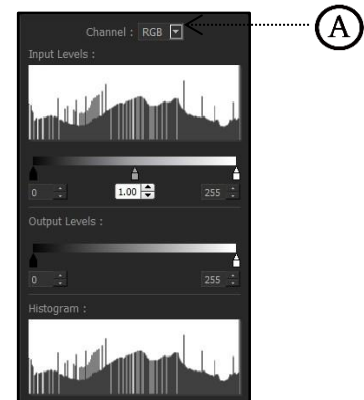 Channel : RGB
A
Input Levels :
0 1.00 255
Output Levels :
0 255
Histogram :